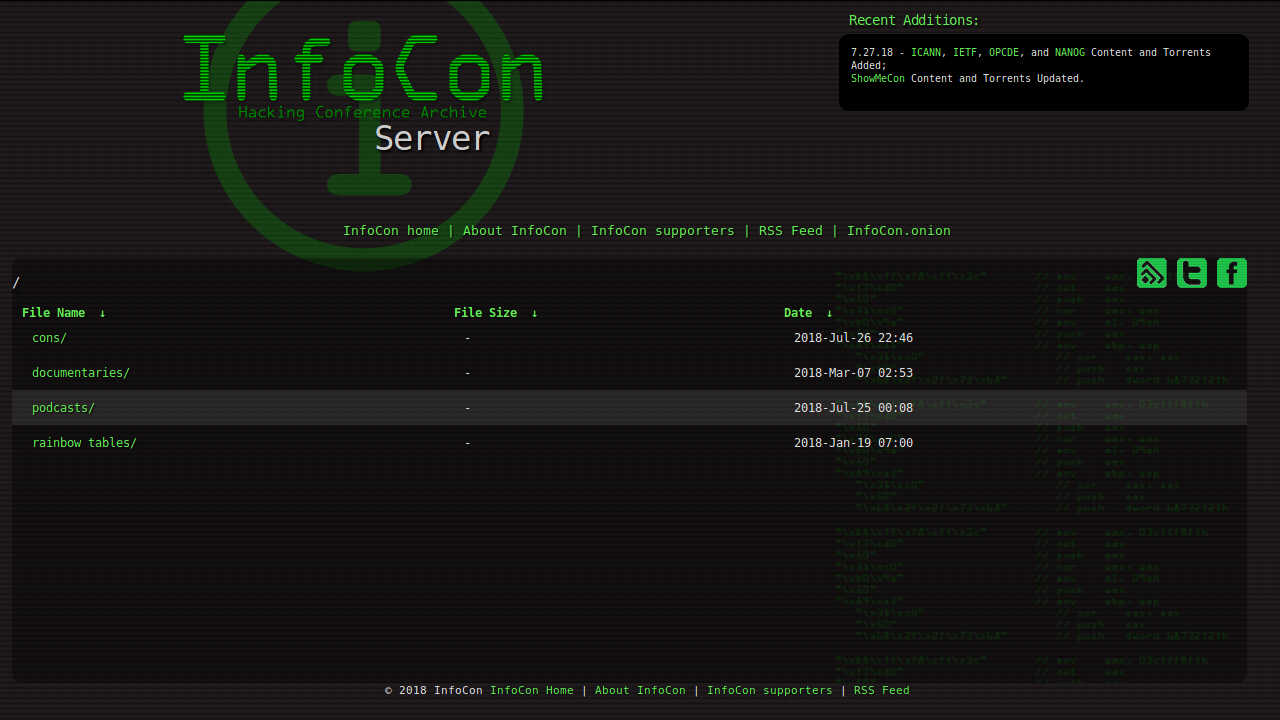 InfoCon
Hacking Conference Archive
Server
Recent Additions:
7.27.18 - ICANN, IETF, OPCDE, and NANOG Content and Torrents
Added;
ShowMeCon Content and Torrents Updated.
InfoCon home | About InfoCon | InfoCon supporters | RSS Feed | InfoCon.onion
/
File Name ↓ File Size ↓ Date ↓
cons/ - 2018-Jul-26 22:46
documentaries/ - 2018-Mar-07 02:53
podcasts/ - 2018-Jul-25 00:08
rainbow tables/ - 2018-Jan-19 07:00
© 2018 InfoCon InfoCon Home | About InfoCon | InfoCon supporters | RSS Feed